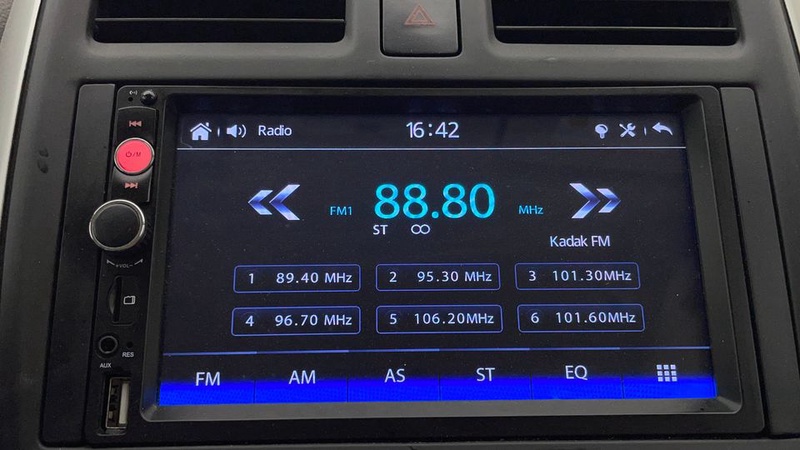 Radio
16:42
FM1
88.80
MHz
ST
Kadak FM
1 89.40 MHz
2 95.30 MHz
3 101.30MHz
4 96.70 MHz
5 106.20MHz
6 101.60MHz
FM
AM
AS
ST
EQ
/M
VOL
RES
AUX